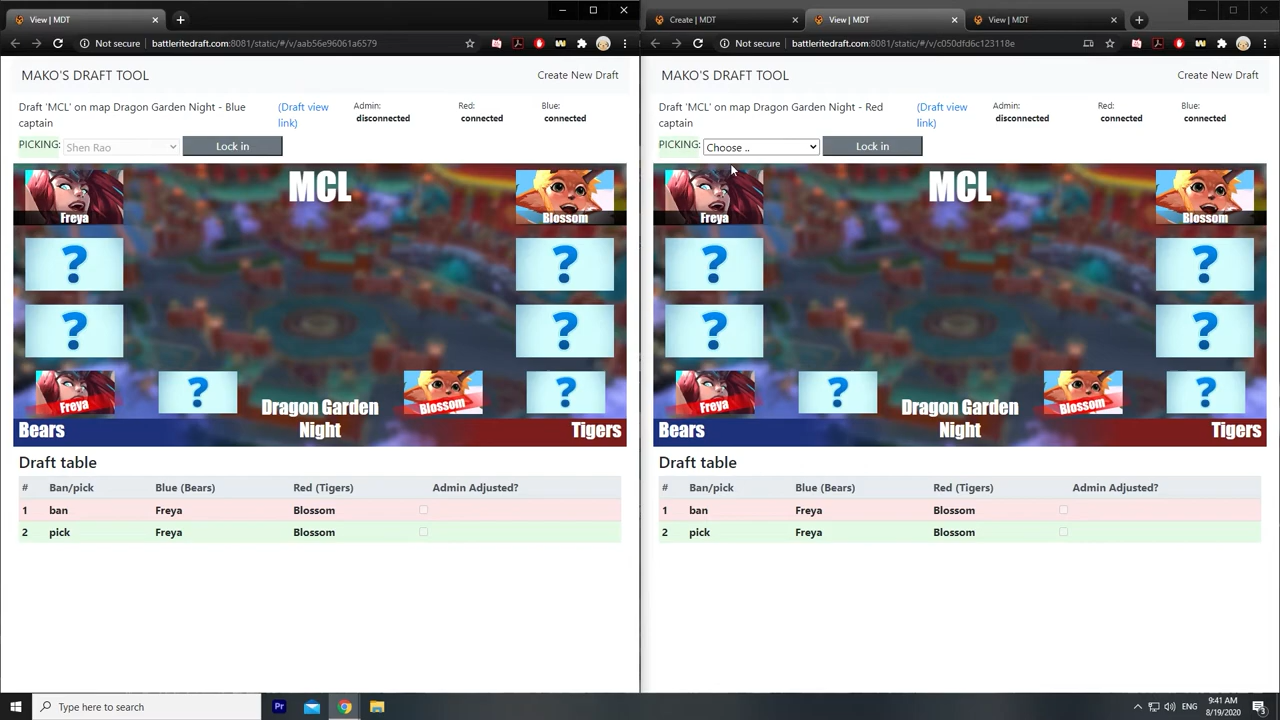 View | MDT
Not secure battleritedraft.com:8081/static/#/v/aab56e96061a6579
MAKO'S DRAFT TOOL
Create New Draft
Draft 'MCL' on map Dragon Garden Night - Blue captain
(Draft view link)
Admin: disconnected
Red: connected
Blue: connected
PICKING: Shen Rao
Lock in
MCL
Freya
Blossom
?
?
?
?
Freya
?
Blossom
?
Dragon Garden
Bears
Night
Tigers
Draft table
# Ban/pick Blue (Bears) Red (Tigers) Admin Adjusted?
1 ban Freya Blossom
2 pick Freya Blossom
Create | MDT
View | MDT
View | MDT
Not secure battleritedraft.com:8081/static/#/v/c050dfd6c123118e
MAKO'S DRAFT TOOL
Create New Draft
Draft 'MCL' on map Dragon Garden Night - Red captain
(Draft view link)
Admin: disconnected
Red: connected
Blue: connected
PICKING: Choose ..
Lock in
MCL
Freya
Blossom
?
?
?
?
Freya
?
Blossom
?
Dragon Garden
Bears
Night
Tigers
Draft table
# Ban/pick Blue (Bears) Red (Tigers) Admin Adjusted?
1 ban Freya Blossom
2 pick Freya Blossom
Type here to search
Pr
ENG
9:41 AM
8/19/2020